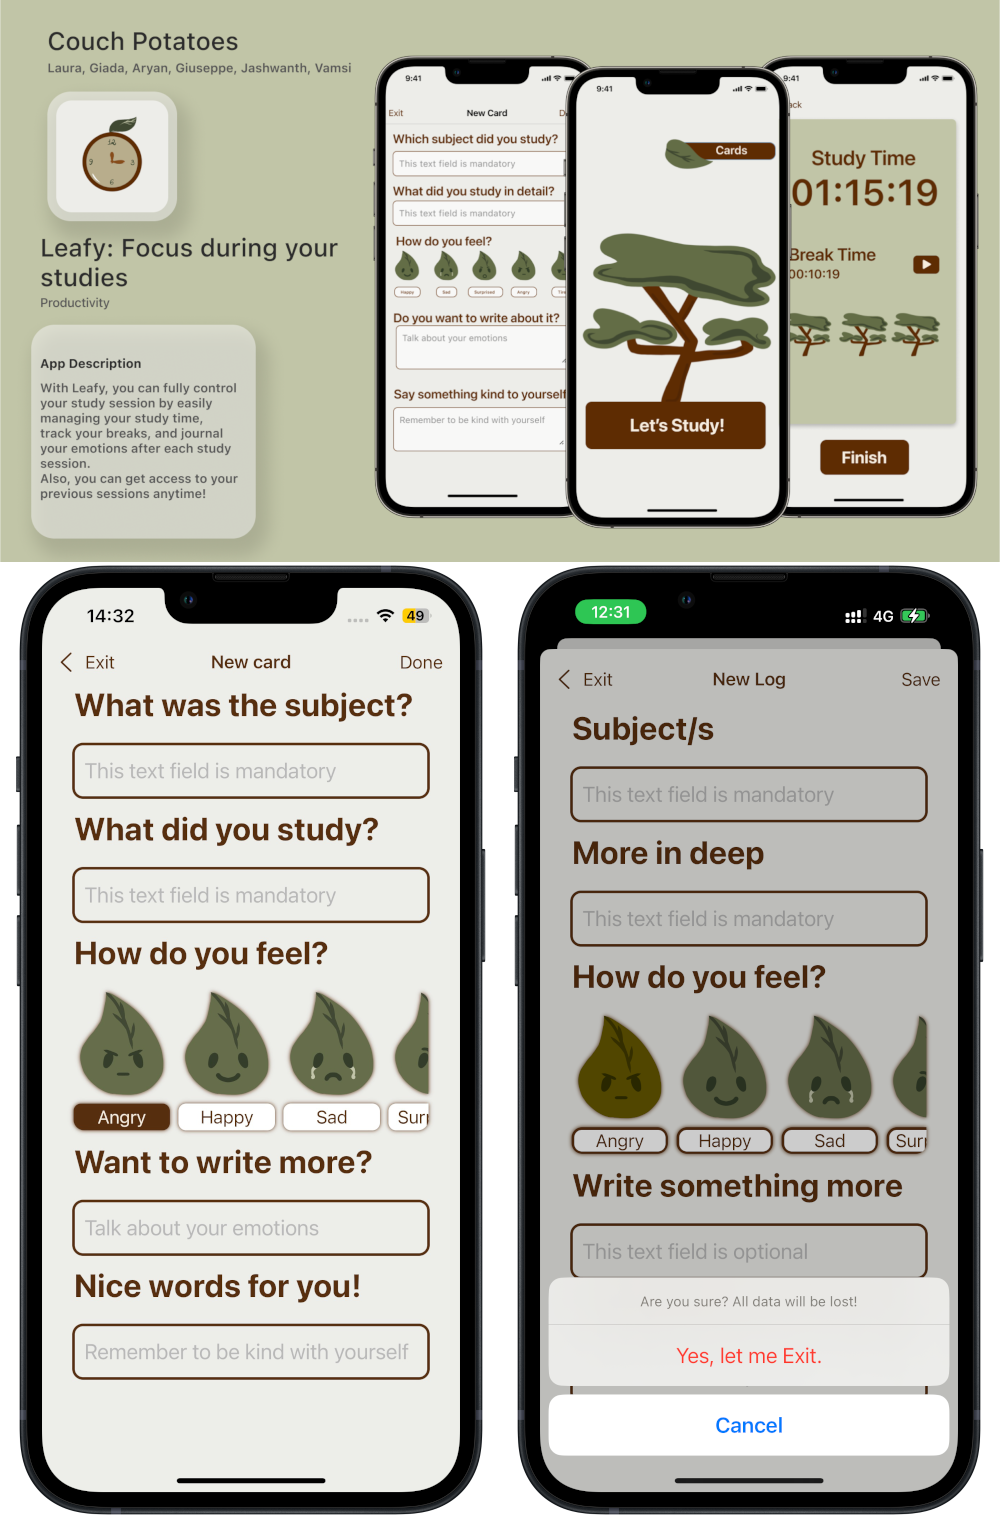 Couch Potatoes
Laura, Giada, Aryan, Giuseppe, Jashwanth, Vamsi
12
9
3
6
Leafy: Focus during your
studies
Productivity
App Description
With Leafy, you can fully control
your study session by easily
managing your study time,
track your breaks, and journal
your emotions after each study
session.
Also, you can get access to your
previous sessions anytime!
9:41
Exit
New Card
Which subject did you study?
This text field is mandatory
What did you study in detail?
This text field is mandatory
How do you feel?
Happy
Sad
Surprised
Angry
Do you want to write about it?
Talk about your emotions
Say something kind to yourself
Remember to be kind with yourself
9:41
Cards
Let's Study!
9:41
ack
Study Time
01:15:19
Break Time
00:10:19
Finish
14:32
49
Exit
New card
Done
What was the subject?
This text field is mandatory
What did you study?
This text field is mandatory
How do you feel?
Angry
Happy
Sad
Surr
Want to write more?
Talk about your emotions
Nice words for you!
Remember to be kind with yourself
12:31
4G
Exit
New Log
Save
Subject/s
This text field is mandatory
More in deep
This text field is mandatory
How do you feel?
Angry
Happy
Sad
Surr
Write something more
This text field is optional
Are you sure? All data will be lost!
Yes, let me Exit.
Cancel